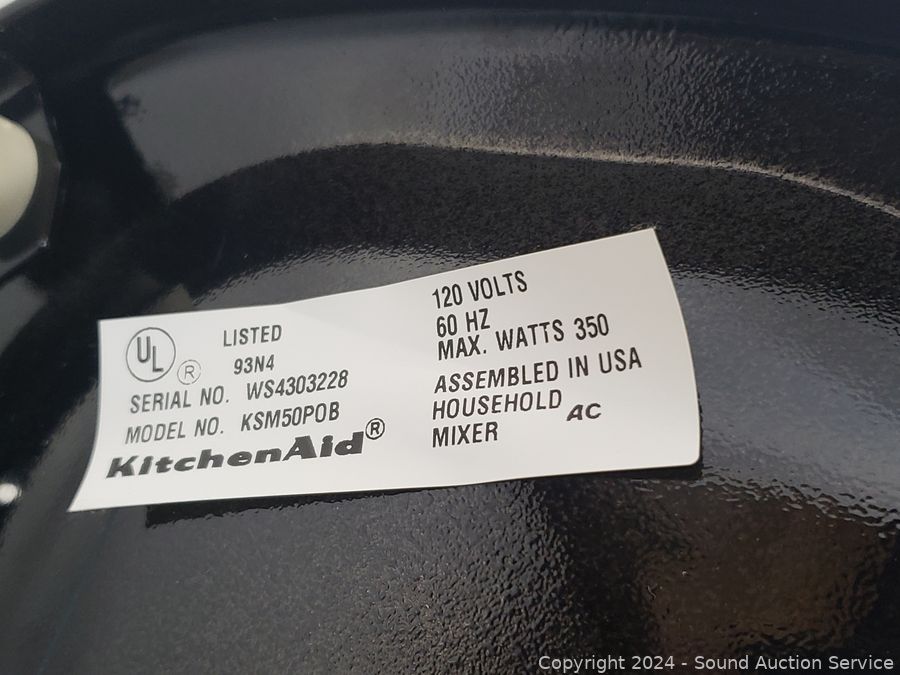 UL ® LISTED
93N4
SERIAL NO. WS4303228
MODEL NO. KSM50POB
KitchenAid®
120 VOLTS
60 HZ
MAX. WATTS 350
ASSEMBLED IN USA
HOUSEHOLD AC
MIXER
Copyright © 2024 - Sound Auction Service